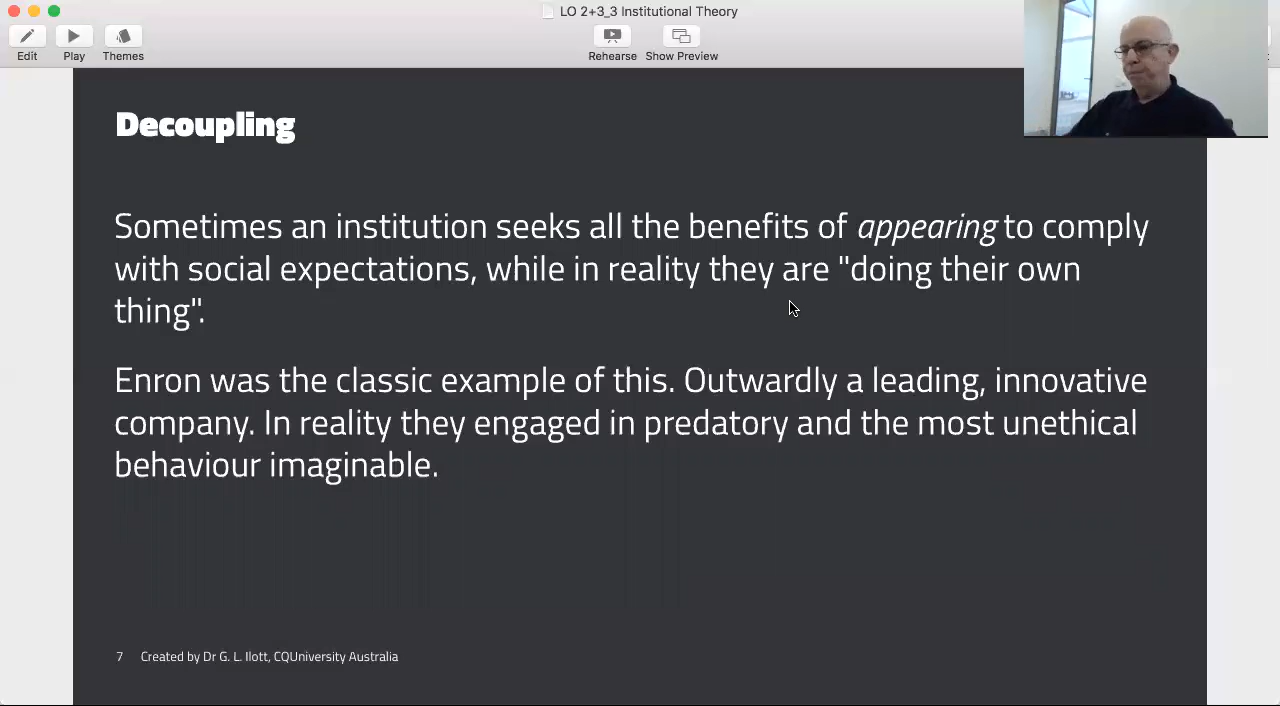 LO 2+3_3 Institutional Theory
Edit
Play
Themes
Rehearse
Show Preview
Decoupling
Sometimes an institution seeks all the benefits of appearing to comply
with social expectations, while in reality they are "doing their own
thing".
Enron was the classic example of this. Outwardly a leading, innovative
company. In reality they engaged in predatory and the most unethical
behaviour imaginable.
7 Created by Dr G. L. Ilott, CQUniversity Australia